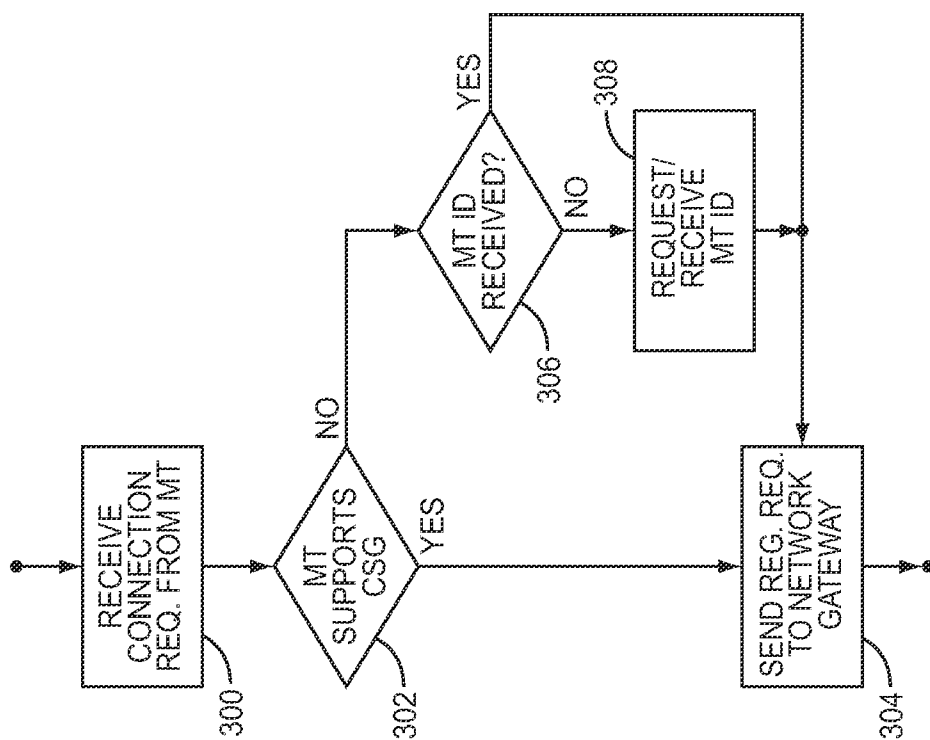 RECEIVE
CONNECTION
REQ. FROM MT
300
MT
SUPPORTS
CSG
302
NO
YES
MT ID
RECEIVED?
306
YES
NO
REQUEST/
RECEIVE
MT ID
308
SEND REG. REQ.
TO NETWORK
GATEWAY
304